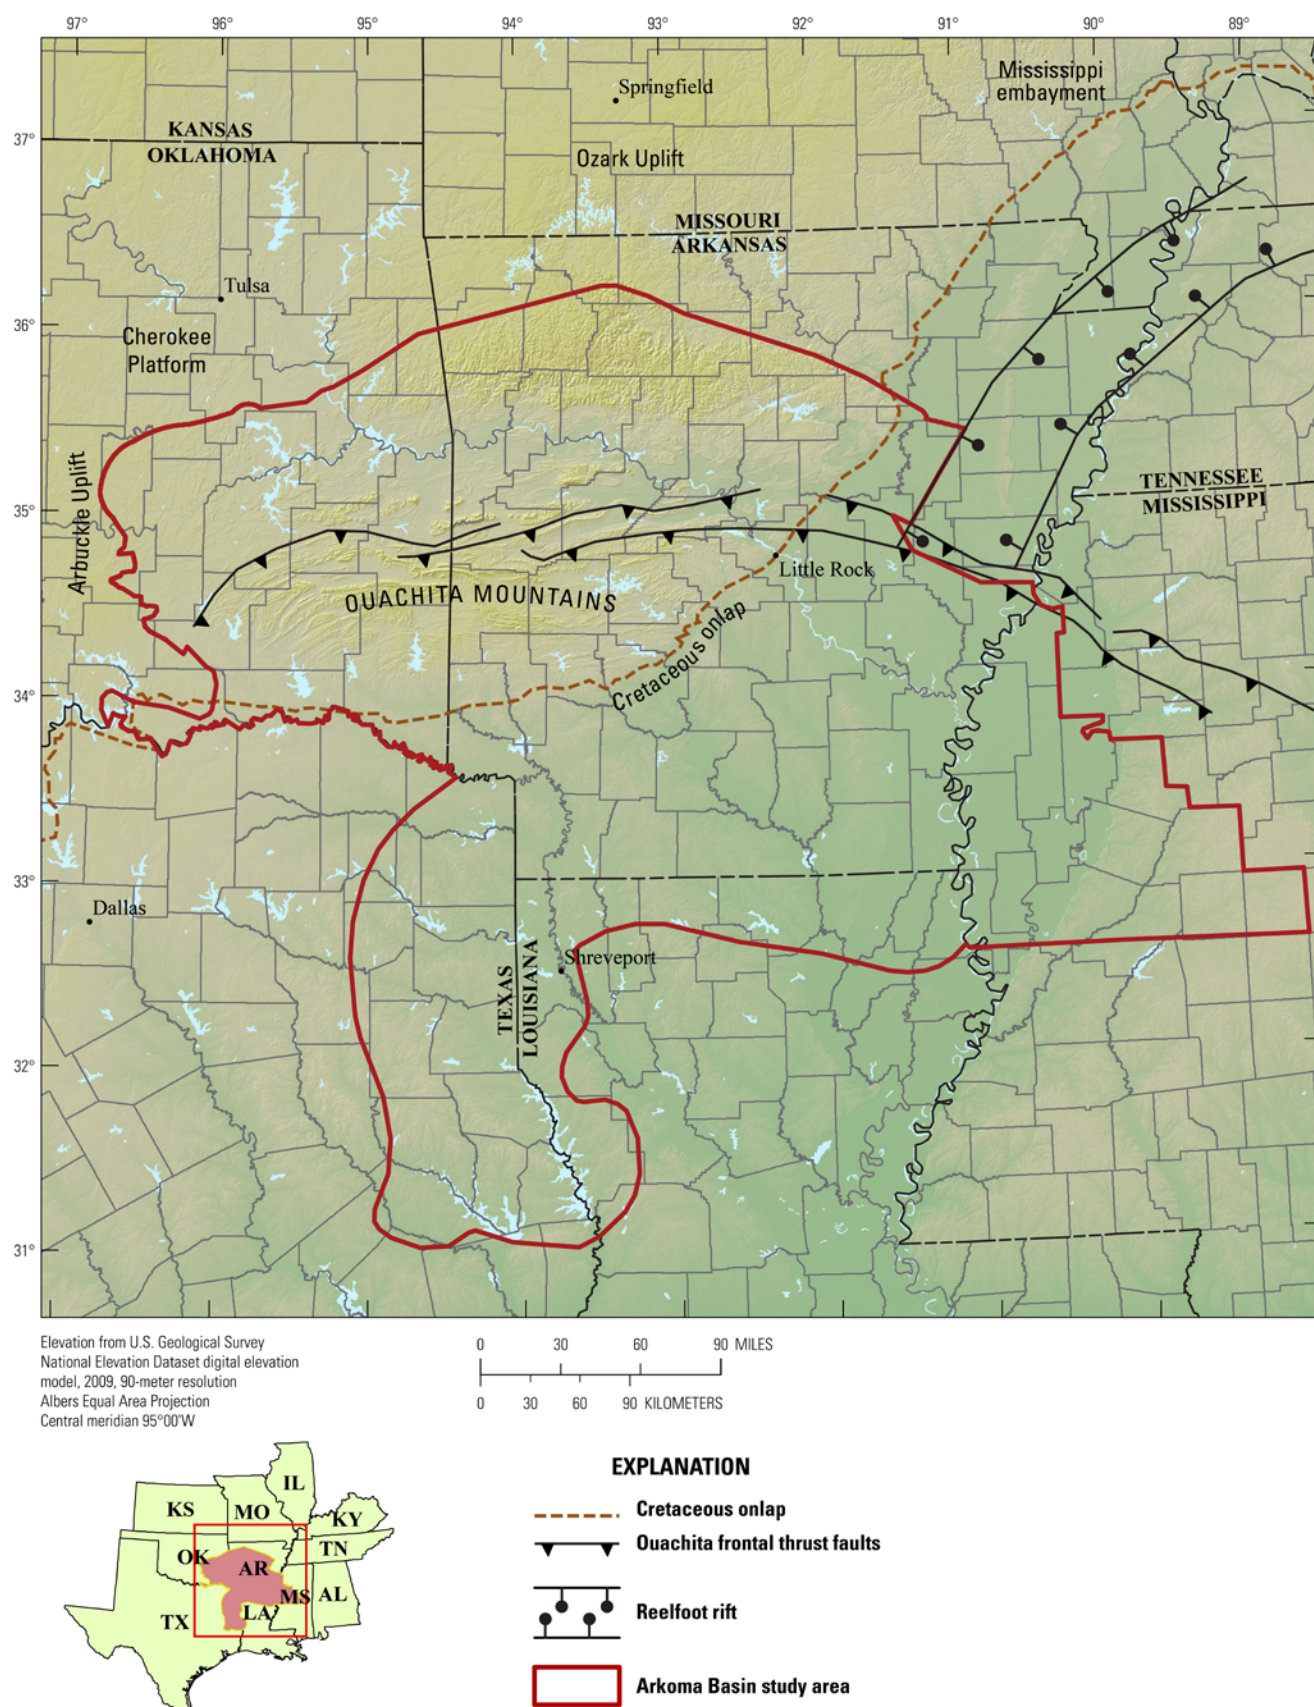 97° 96° 95° 94° 93° 92° 91° 90° 89°
Mississippi
embayment
Springfield
37°
KANSAS
OKLAHOMA
Ozark Uplift
MISSOURI
ARKANSAS
Tulsa
36°
Cherokee
Platform
Arbuckle Uplift
TENNESSEE
MISSISSIPPI
35°
Little Rock
OUACHITA MOUNTAINS
Cretaceous onlap
34°
33°
Dallas
Shreveport
TEXAS
LOUISIANA
32°
31°
Elevation from U.S. Geological Survey
National Elevation Dataset digital elevation
model, 2009, 90-meter resolution
Albers Equal Area Projection
Central meridian 95°00'W
0 30 60 90 MILES
0 30 60 90 KILOMETERS
IL
KS
MO
KY
OK
TN
AR
MS
AL
TX
LA
EXPLANATION
Cretaceous onlap
Ouachita frontal thrust faults
Reelfoot rift
Arkoma Basin study area